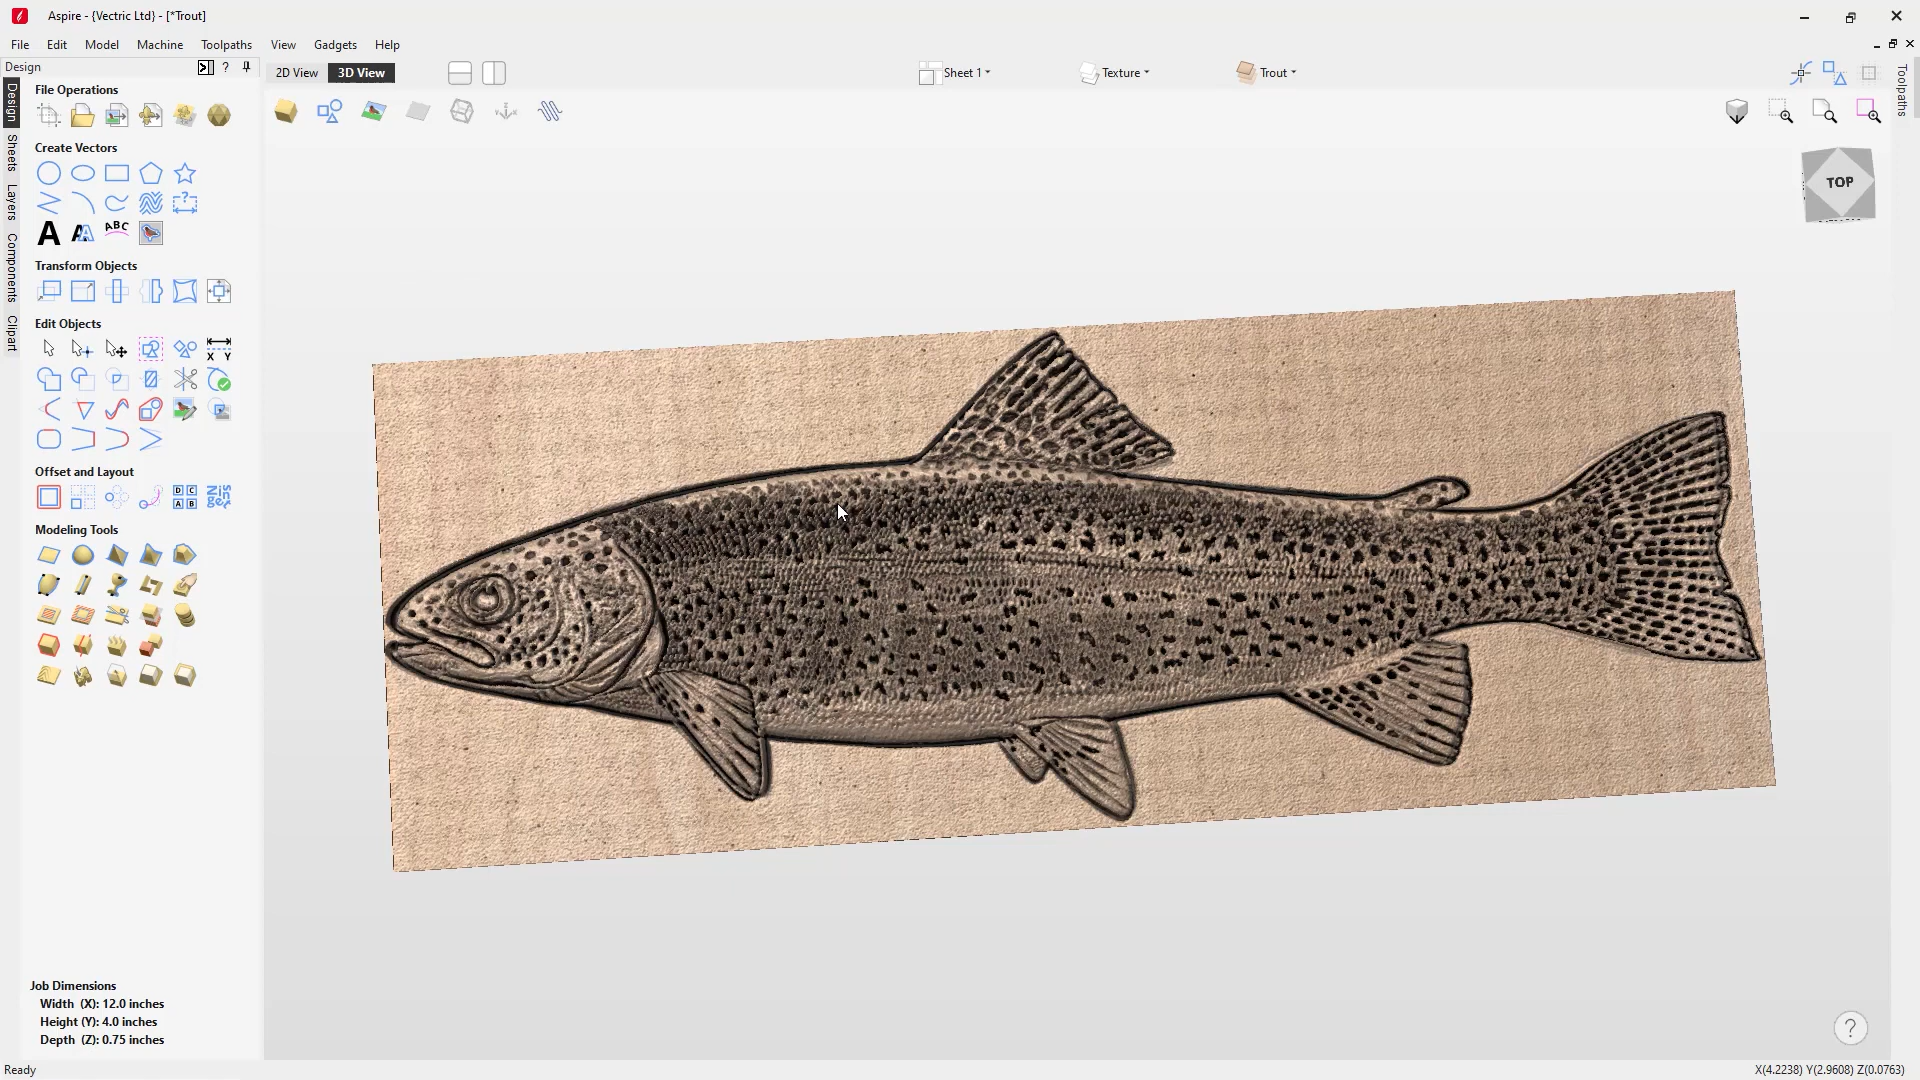 Aspire - {Vectric Ltd} - [*Trout]
File Edit Model Machine Toolpaths View Gadgets Help
Design
2D View 3D View
Sheet 1
Texture
Trout
Design
Sheets
Layers
Components
Clipart
File Operations
Create Vectors
A A ABC
Transform Objects
Edit Objects
X Y
Offset and Layout
D C
A B
Modeling Tools
TOP
Toolpaths
Job Dimensions
Width (X): 12.0 inches
Height (Y): 4.0 inches
Depth (Z): 0.75 inches
?
Ready
X(4.2238) Y(2.9608) Z(0.0763)